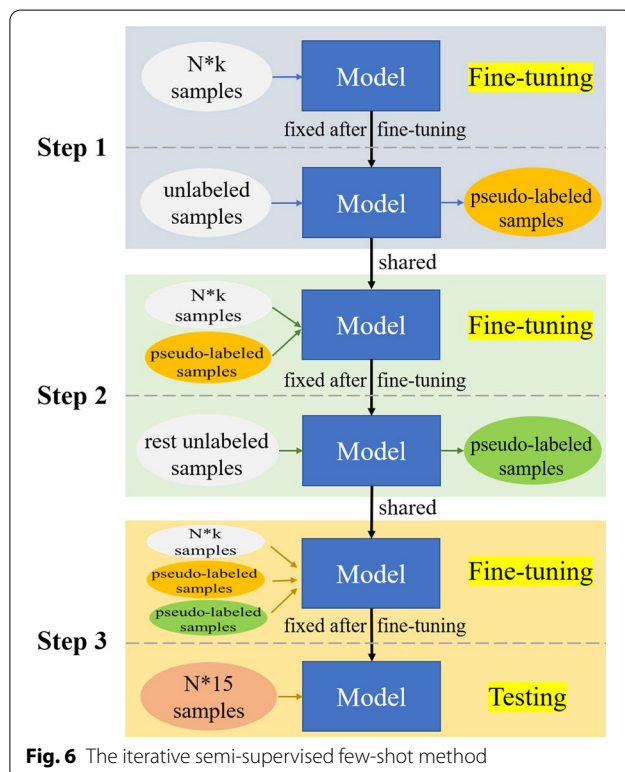 N*k
samples
Model
Fine-tuning
fixed after fine-tuning
Step 1
unlabeled
samples
Model
pseudo-labeled
samples
shared
N*k
samples
pseudo-labeled
samples
Model
Fine-tuning
fixed after fine-tuning
Step 2
rest unlabeled
samples
Model
pseudo-labeled
samples
shared
N*k
samples
pseudo-labeled
samples
pseudo-labeled
samples
Model
Fine-tuning
fixed after fine-tuning
Step 3
N*15
samples
Model
Testing
Fig. 6 The iterative semi-supervised few-shot method